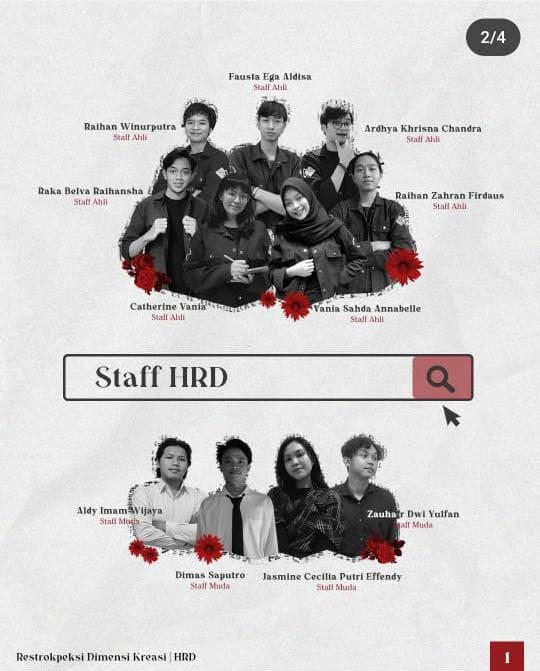 2/4
Fausta Ega Aldisa
Staff Ahli
Raihan Winurputra
Staff Ahli
Ardhya Khrisna Chandra
Staff Ahli
Raka Belva Raihansha
Staff Ahli
Raihan Zahran Firdaus
Staff Ahli
Catherine Vania
Staff Ahli
Vania Sahda Annabelle
Staff Ahli
Staff HRD
Aldy Imam Wijaya
Staff Muda
Zauhair Dwi Yulfan
Staff Muda
Dimas Saputro
Staff Muda
Jasmine Cecilia Putri Effendy
Staff Muda
Restrokpeksi Dimensi Kreasi | HRD
1